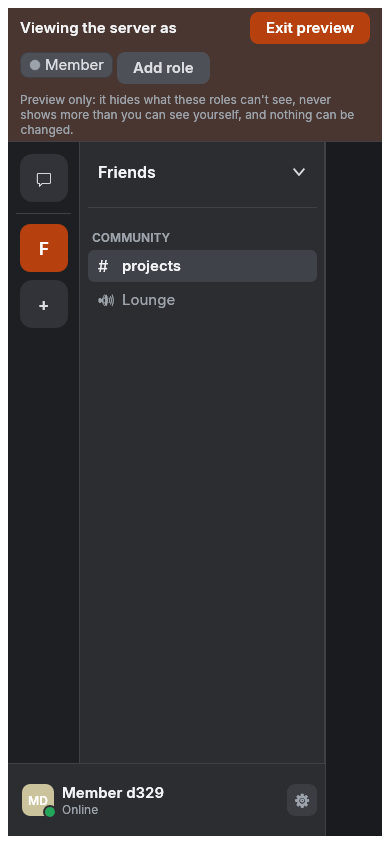 Viewing the server as
Exit preview
Member
Add role
Preview only: it hides what these roles can't see, never
shows more than you can see yourself, and nothing can be
changed.
Friends
F
COMMUNITY
# projects
+
Lounge
MD
Member d329
Online